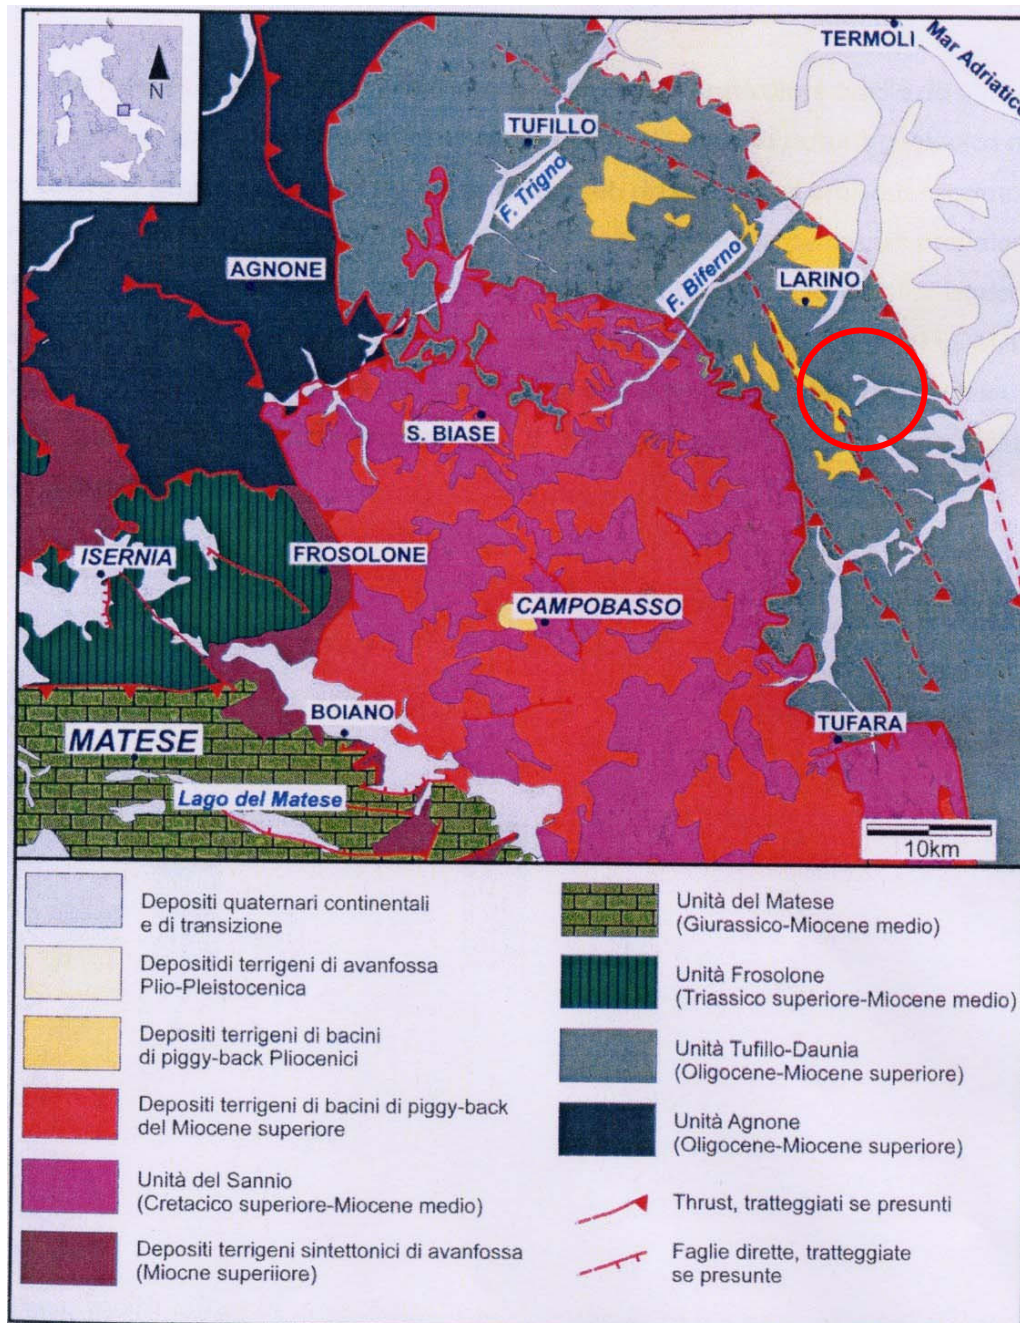 N
TERMOLI
Mar Adriatico
TUFILLO
F. Trigno
AGNONE
F. Biferno
LARINO
S. BIASE
ISERNIA
FROSOLONE
CAMPOBASSO
BOIANO
TUFARA
MATESE
Lago del Matese
10km
Depositi quaternari continentali
e di transizione
Depositidi terrigeni di avanfossa
Plio-Pleistocenica
Depositi terrigeni di bacini
di piggy-back Pliocenici
Depositi terrigeni di bacini di piggy-back
del Miocene superiore
Unità del Sannio
(Cretacico superiore-Miocene medio)
Depositi terrigeni sintettonici di avanfossa
(Miocne superiiore)
Unità del Matese
(Giurassico-Miocene medio)
Unità Frosolone
(Triassico superiore-Miocene medio)
Unità Tufillo-Daunia
(Oligocene-Miocene superiore)
Unità Agnone
(Oligocene-Miocene superiore)
Thrust, tratteggiati se presunti
Faglie dirette, tratteggiate
se presunte